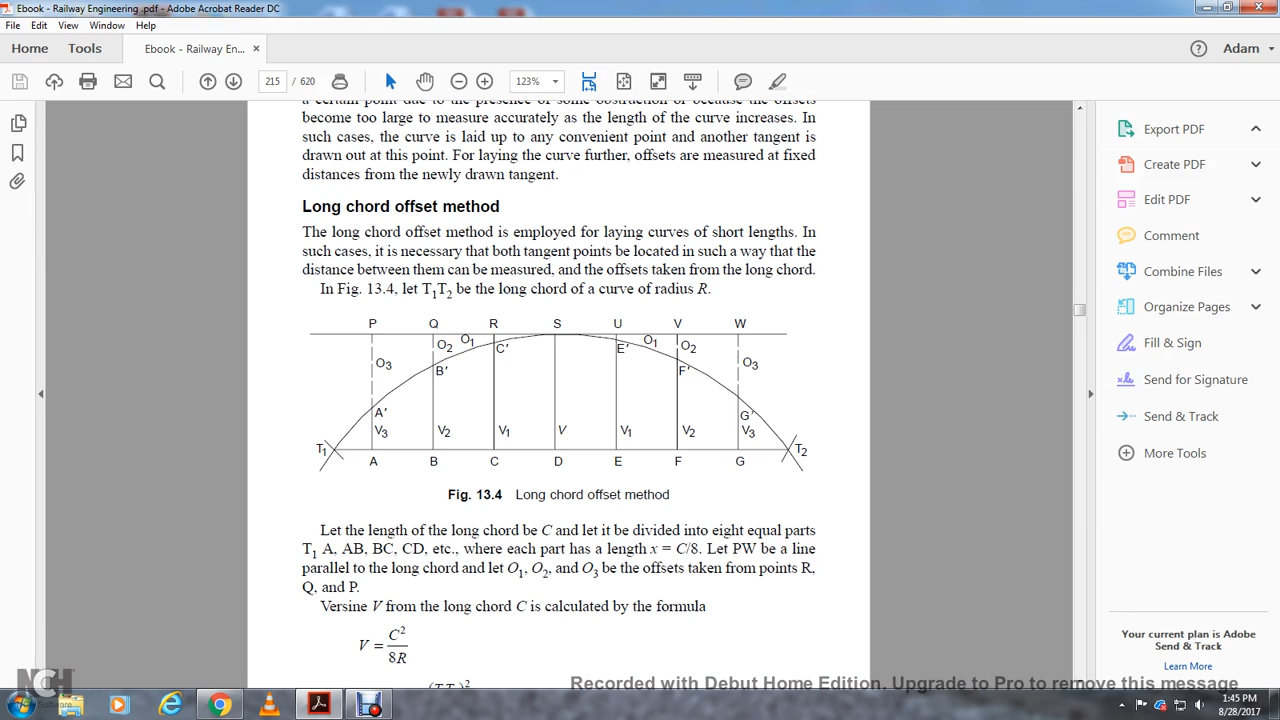 Ebook - Railway Engineering .pdf - Adobe Acrobat Reader DC
File Edit View Window Help
Home Tools Ebook - Railway En... × Adam
215 / 620 123%
a certain point due to the presence of some obstruction or because the offsets
become too large to measure accurately as the length of the curve increases. In
such cases, the curve is laid up to any convenient point and another tangent is
drawn out at this point. For laying the curve further, offsets are measured at fixed
distances from the newly drawn tangent.
Long chord offset method
The long chord offset method is employed for laying curves of short lengths. In
such cases, it is necessary that both tangent points be located in such a way that the
distance between them can be measured, and the offsets taken from the long chord.
In Fig. 13.4, let T1T2 be the long chord of a curve of radius R.
P Q R S U V W
O3 O2 O1 C′ E′ O1 O2 O3
A′ B′ F′ G′
V3 V2 V1 V V1 V2 V3
T1 A B C D E F G T2
Fig. 13.4 Long chord offset method
Let the length of the long chord be C and let it be divided into eight equal parts
T1 A, AB, BC, CD, etc., where each part has a length x = C/8. Let PW be a line
parallel to the long chord and let O1, O2, and O3 be the offsets taken from points R,
Q, and P.
Versine V from the long chord C is calculated by the formula
V = C²/8R
Export PDF
Create PDF
Edit PDF
Comment
Combine Files
Organize Pages
Fill & Sign
Send for Signature
Send & Track
More Tools
Your current plan is Adobe
Send & Track
Learn More
NCH Software
Recorded with Debut Home Edition. Upgrade to Pro to remove this message
1:45 PM
8/28/2017